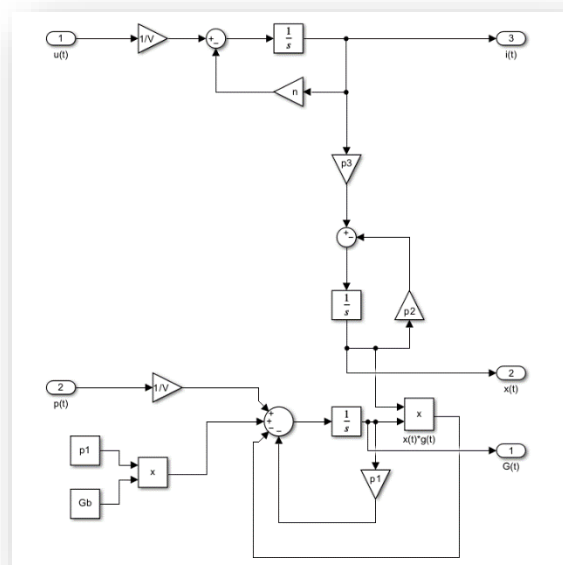 1
u(t)
1/V
+
-
1
s
3
i(t)
n
p3
+
-
1
s
p2
2
x(t)
2
p(t)
1/V
+
+
-
-
1
s
x
x(t)*g(t)
1
G(t)
p1
x
Gb
p1